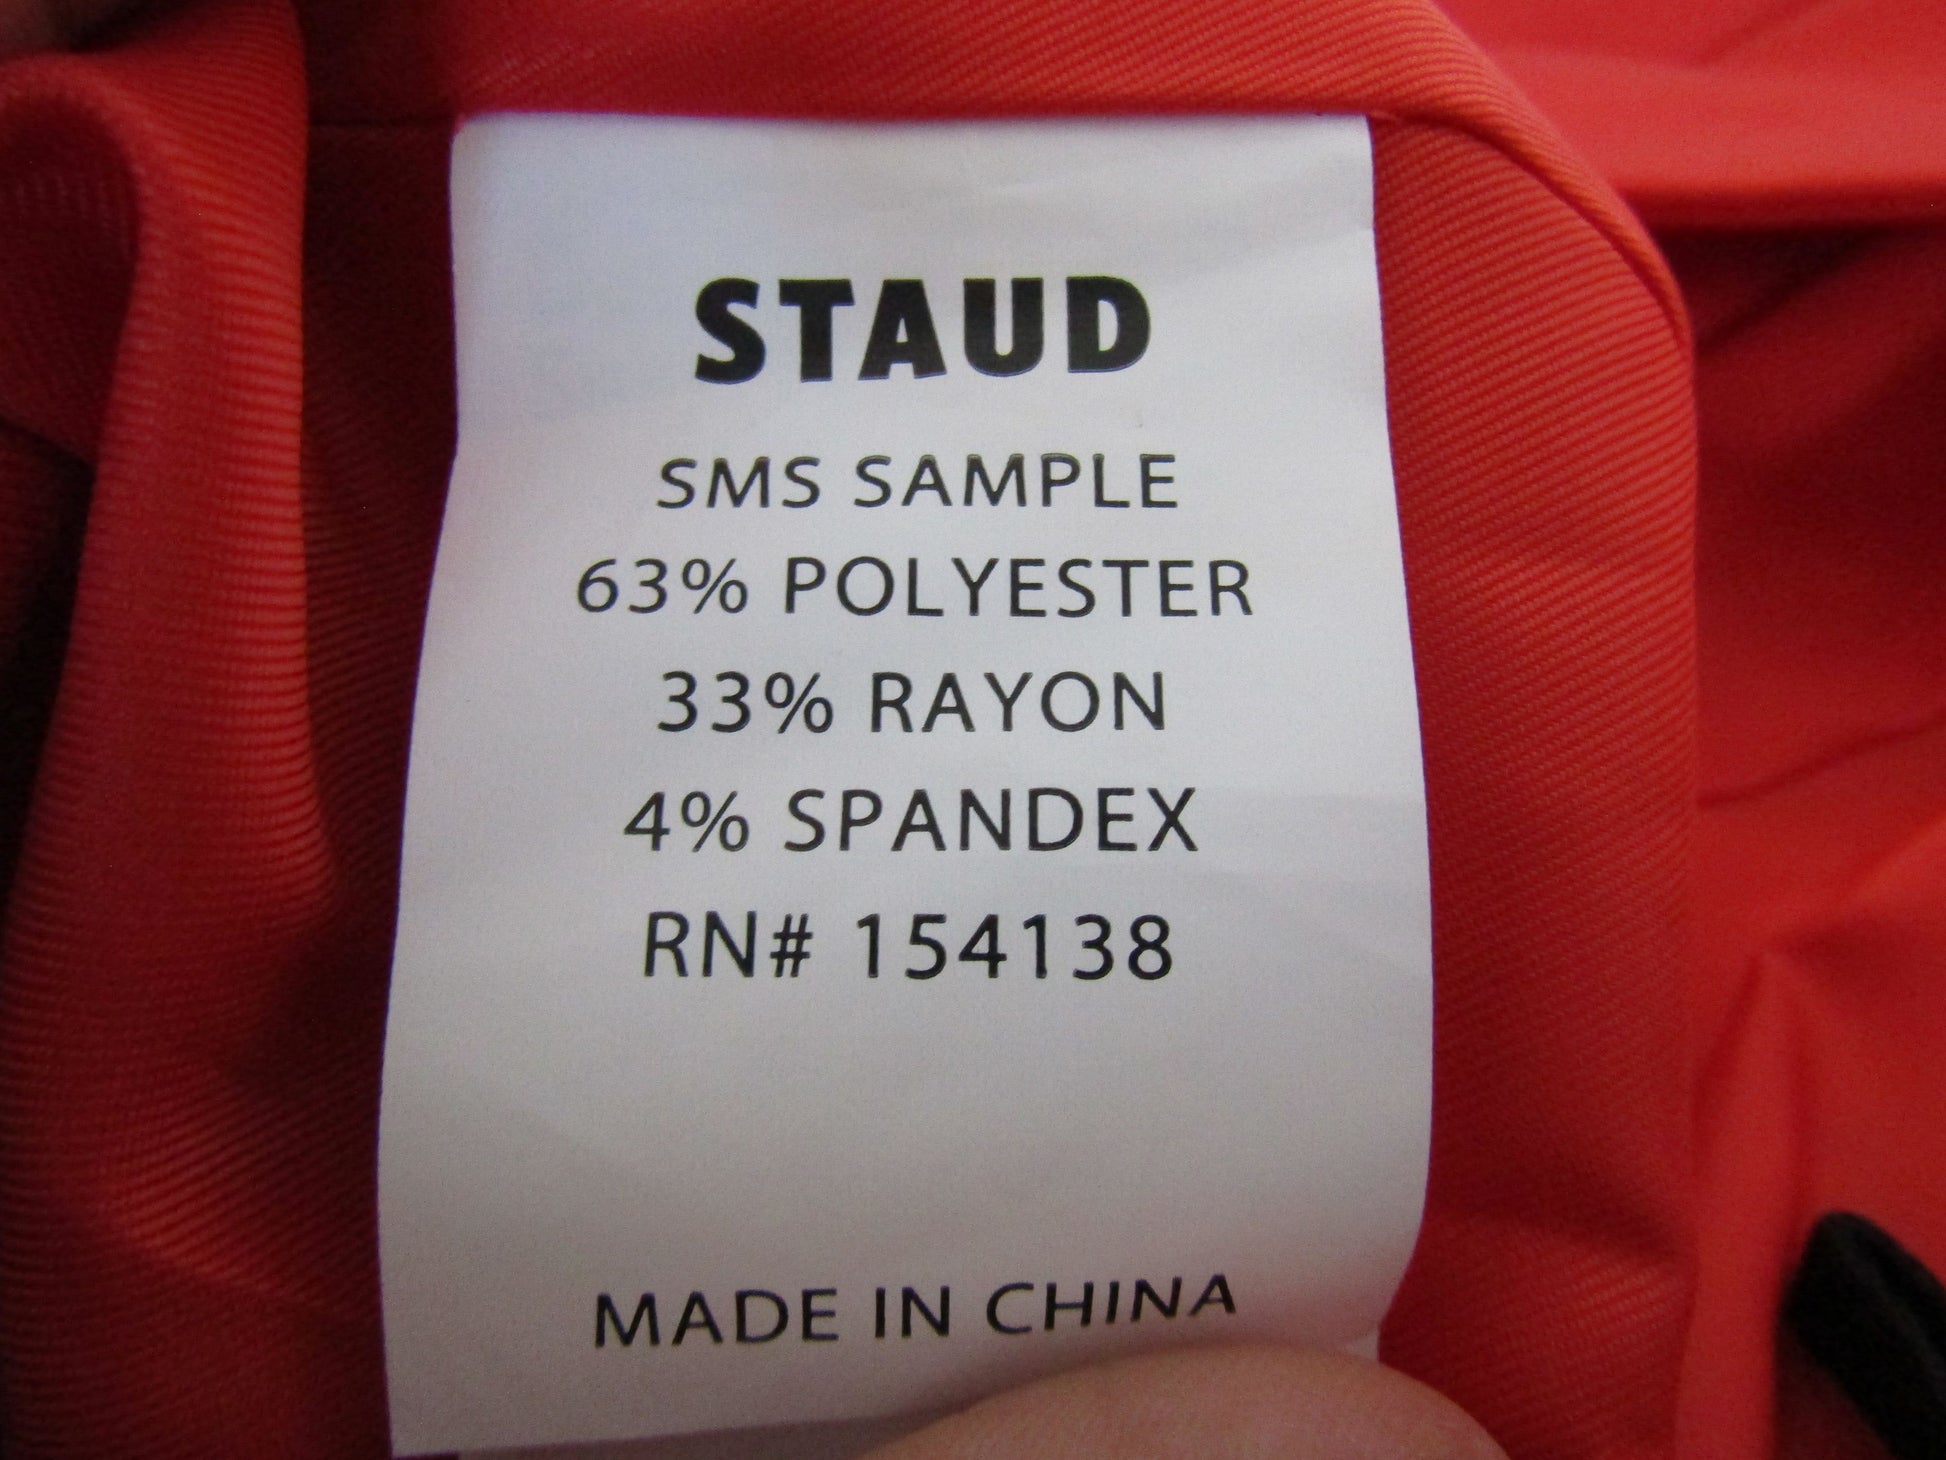 STAUD
SMS SAMPLE
63% POLYESTER
33% RAYON
4% SPANDEX
RN# 154138
MADE IN CHINA